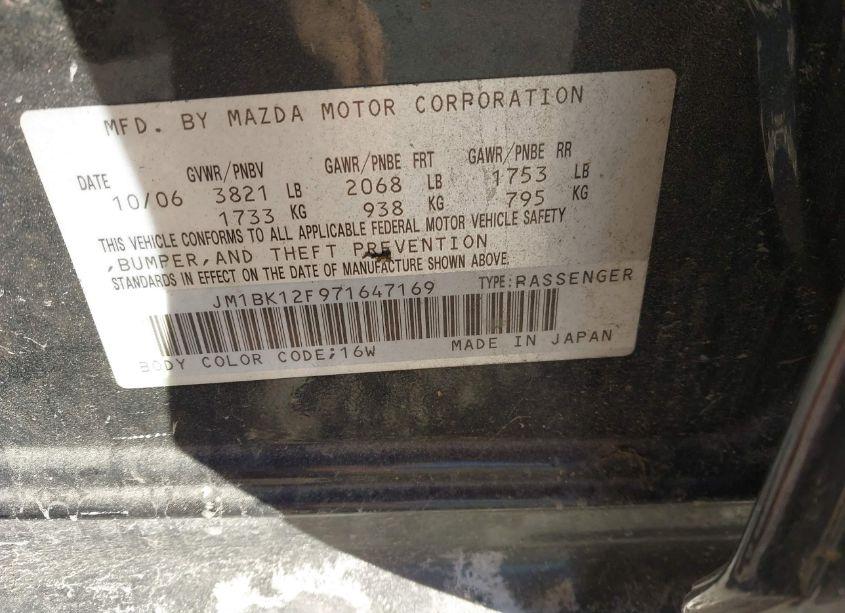 MFD. BY MAZDA MOTOR CORPORATION
DATE GVWR/PNBV GAWR/PNBE FRT GAWR/PNBE RR
10/06 3821 LB 2068 LB 1753 LB
1733 KG 938 KG 795 KG
THIS VEHICLE CONFORMS TO ALL APPLICABLE FEDERAL MOTOR VEHICLE SAFETY
,BUMPER,AND THEFT PREVENTION
STANDARDS IN EFFECT ON THE DATE OF MANUFACTURE SHOWN ABOVE.
JM1BK12F971647169 TYPE:PASSENGER
BODY COLOR CODE;16W MADE IN JAPAN